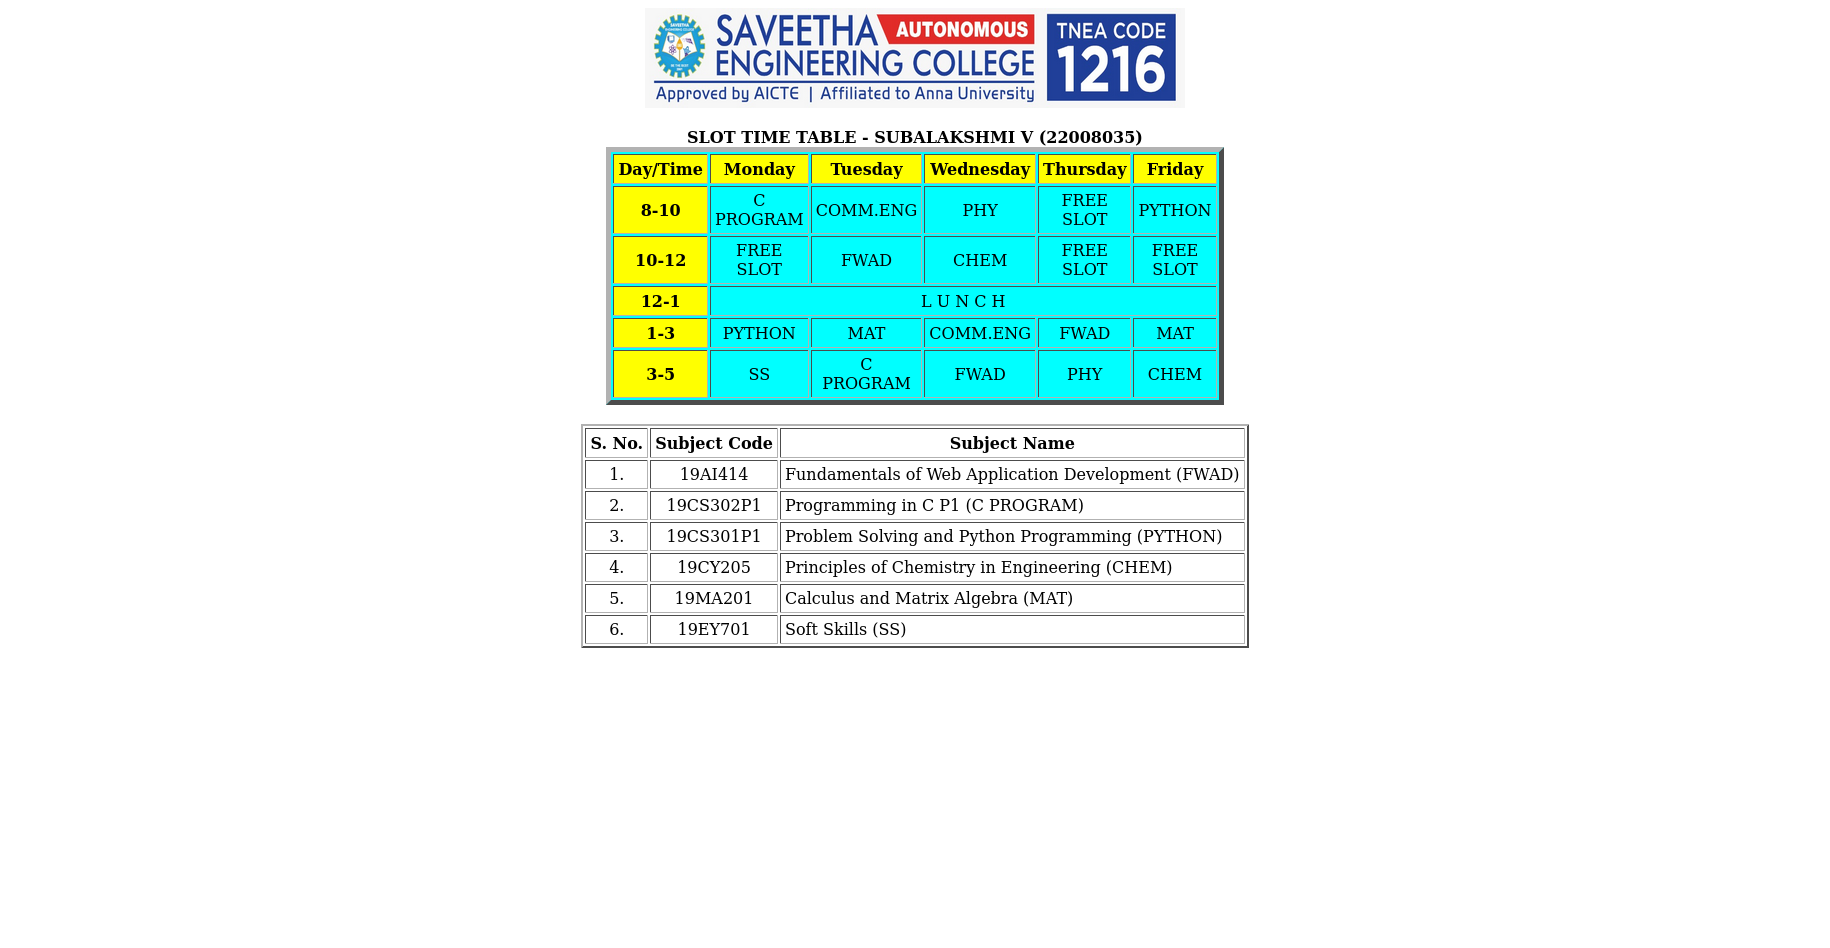 SAVEETHA AUTONOMOUS
ENGINEERING COLLEGE
Approved by AICTE | Affiliated to Anna University
TNEA CODE
1216
SLOT TIME TABLE - SUBALAKSHMI V (22008035)
Day/Time Monday Tuesday Wednesday Thursday Friday
8-10 C PROGRAM COMM.ENG PHY FREE SLOT PYTHON
10-12 FREE SLOT FWAD CHEM FREE SLOT FREE SLOT
12-1 L U N C H
1-3 PYTHON MAT COMM.ENG FWAD MAT
3-5 SS C PROGRAM FWAD PHY CHEM
S. No. Subject Code Subject Name
1. 19AI414 Fundamentals of Web Application Development (FWAD)
2. 19CS302P1 Programming in C P1 (C PROGRAM)
3. 19CS301P1 Problem Solving and Python Programming (PYTHON)
4. 19CY205 Principles of Chemistry in Engineering (CHEM)
5. 19MA201 Calculus and Matrix Algebra (MAT)
6. 19EY701 Soft Skills (SS)